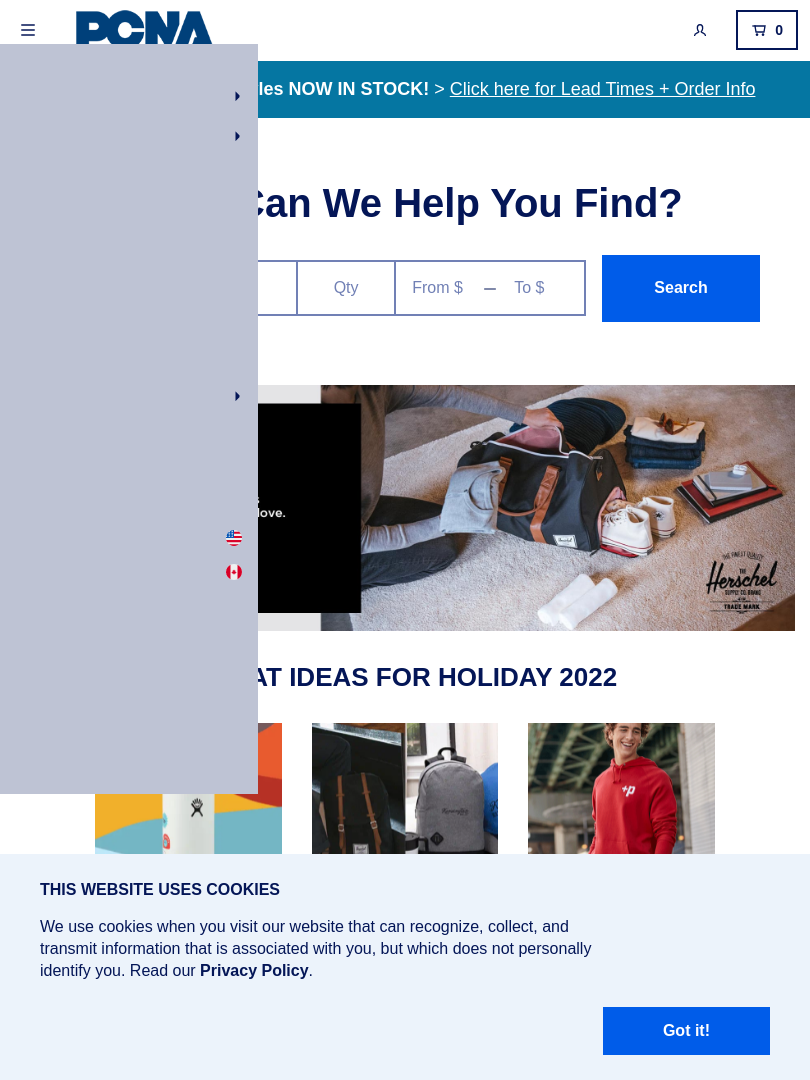 PCNA
0
les NOW IN STOCK! > Click here for Lead Times + Order Info
Can We Help You Find?
Qty
From $
To $
Search
love.
THE FINEST QUALITY
THE
Herschel
SUPPLY CO. BRAND
TRADE MARK
AT IDEAS FOR HOLIDAY 2022
THIS WEBSITE USES COOKIES
We use cookies when you visit our website that can recognize, collect, and
transmit information that is associated with you, but which does not personally
identify you. Read our Privacy Policy.
Got it!